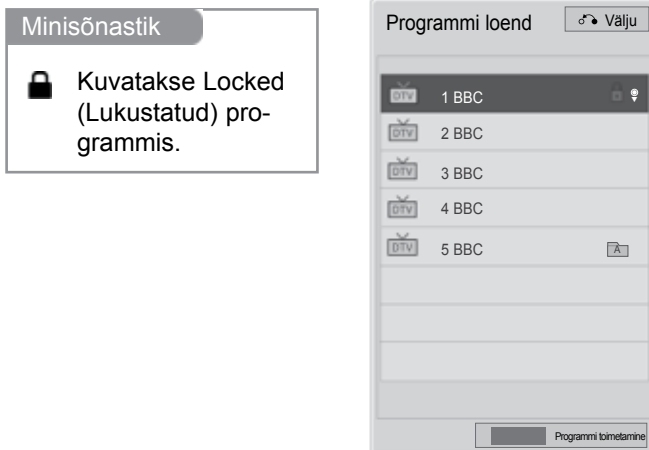 Minisõnastik
Kuvatakse Locked
(Lukustatud) pro-
grammis.
Programmi loend
Välju
DTV 1 BBC
DTV 2 BBC
DTV 3 BBC
DTV 4 BBC
DTV 5 BBC A
Programmi toimetamine